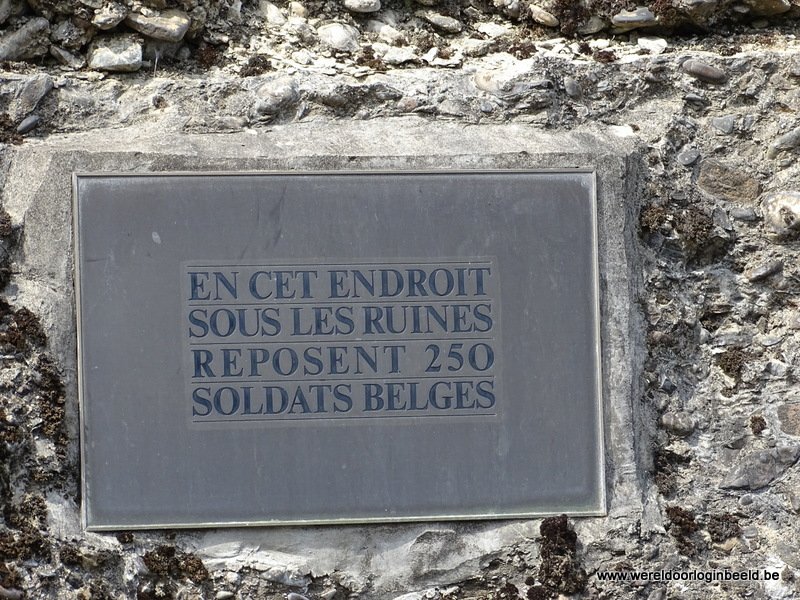 EN CET ENDROIT
SOUS LES RUINES
REPOSENT 250
SOLDATS BELGES
www.wereldoorloginbeeld.be